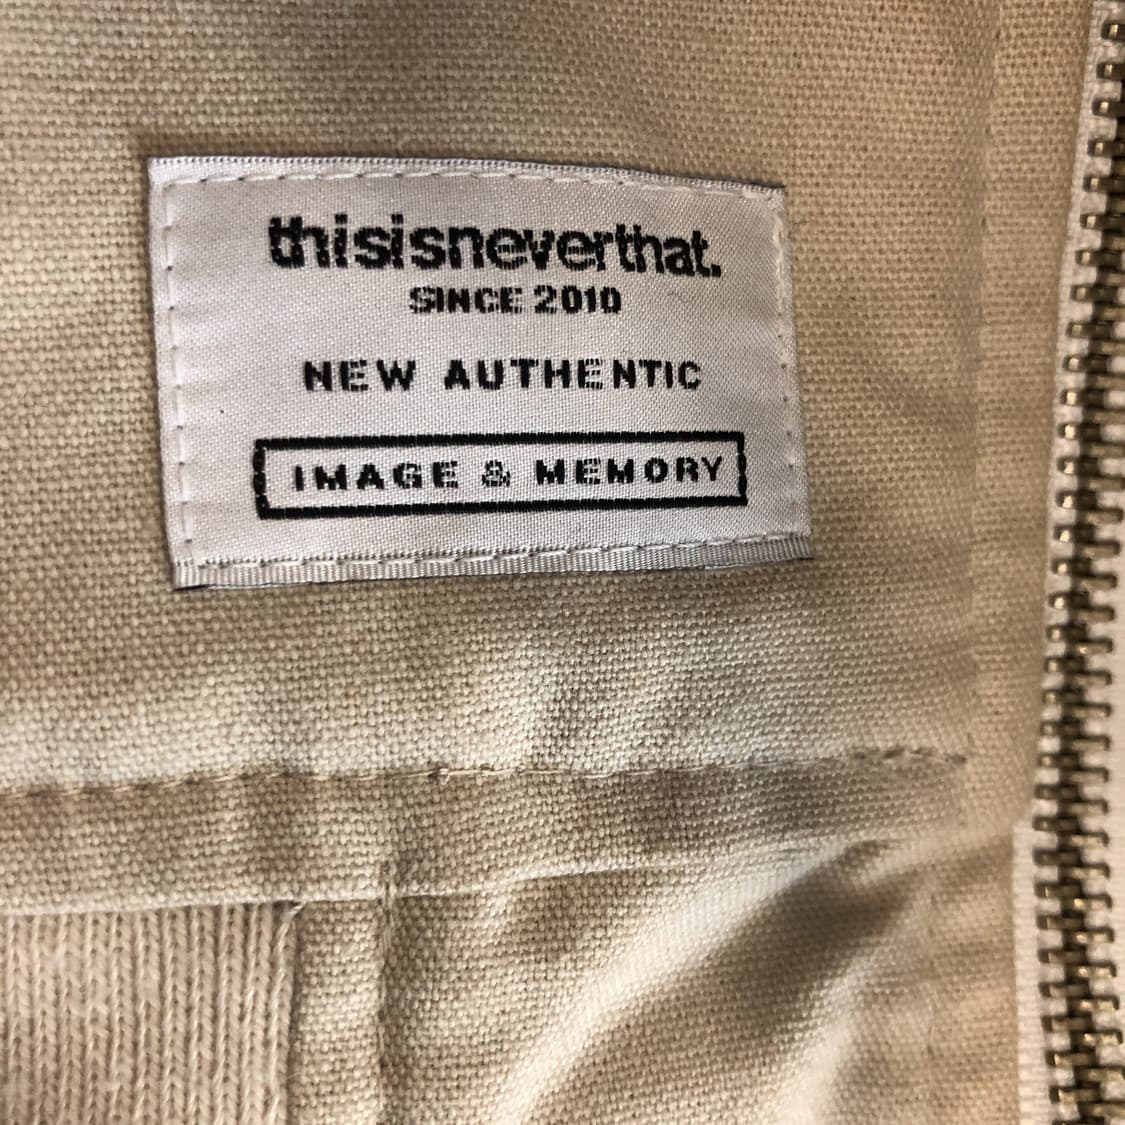 thisisneverthat.
SINCE 2010
NEW AUTHENTIC
IMAGE & MEMORY